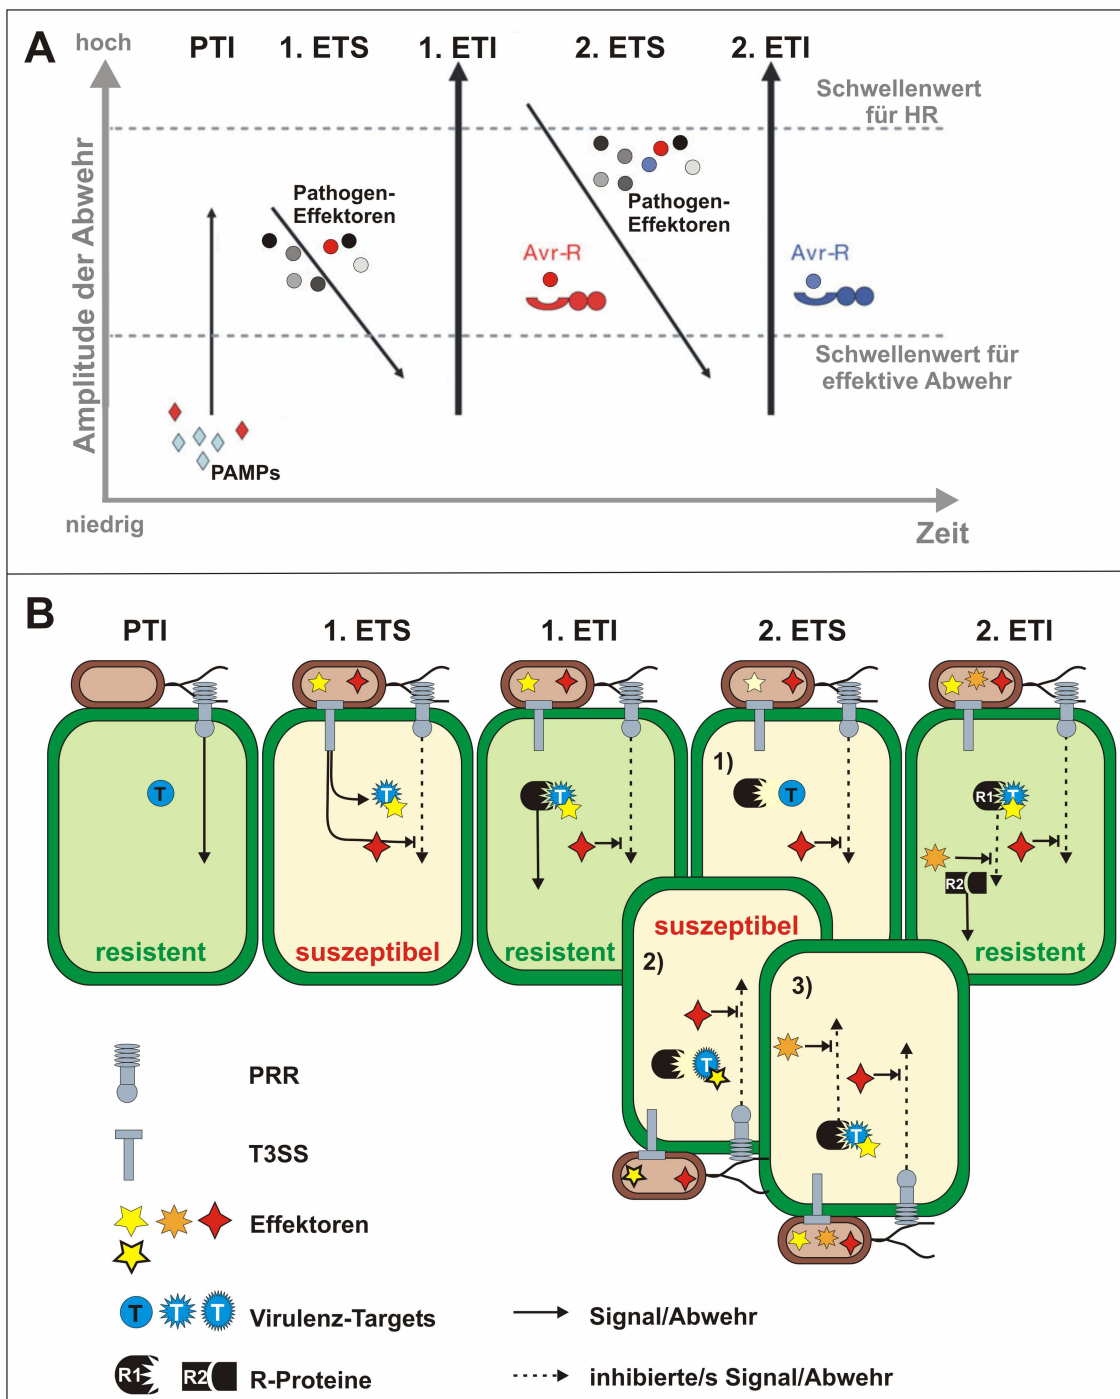 A
hoch
PTI
1. ETS
1. ETI
2. ETS
2. ETI
Schwellenwert
für HR
Amplitude der Abwehr
Pathogen-
Effektoren
Pathogen-
Effektoren
Avr-R
Avr-R
Schwellenwert für
effektive Abwehr
PAMPs
niedrig
Zeit
B
PTI
1. ETS
1. ETI
2. ETS
2. ETI
1)
T
T
T
T
R1
T
R2
resistent
suszeptibel
resistent
suszeptibel
resistent
2)
3)
T
T
PRR
T3SS
Effektoren
T
T
T
Virulenz-Targets
Signal/Abwehr
R1
R2
R-Proteine
inhibierte/s Signal/Abwehr